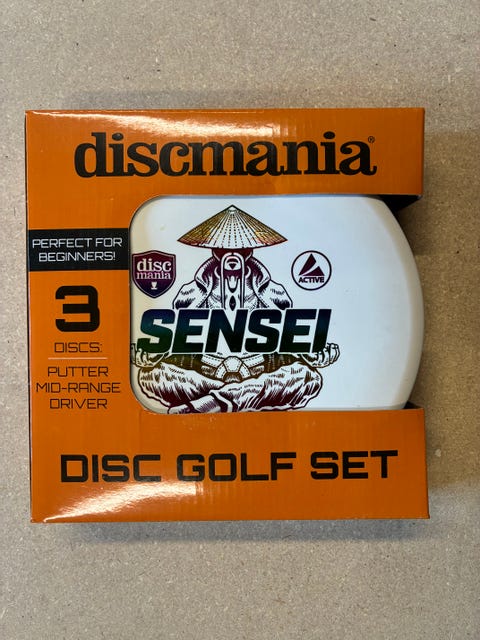 discmania®
PERFECT FOR
BEGINNERS!
3
DISCS:
PUTTER
MID-RANGE
DRIVER
disc
mania
ACTIVE
SENSEI
DISC GOLF SET